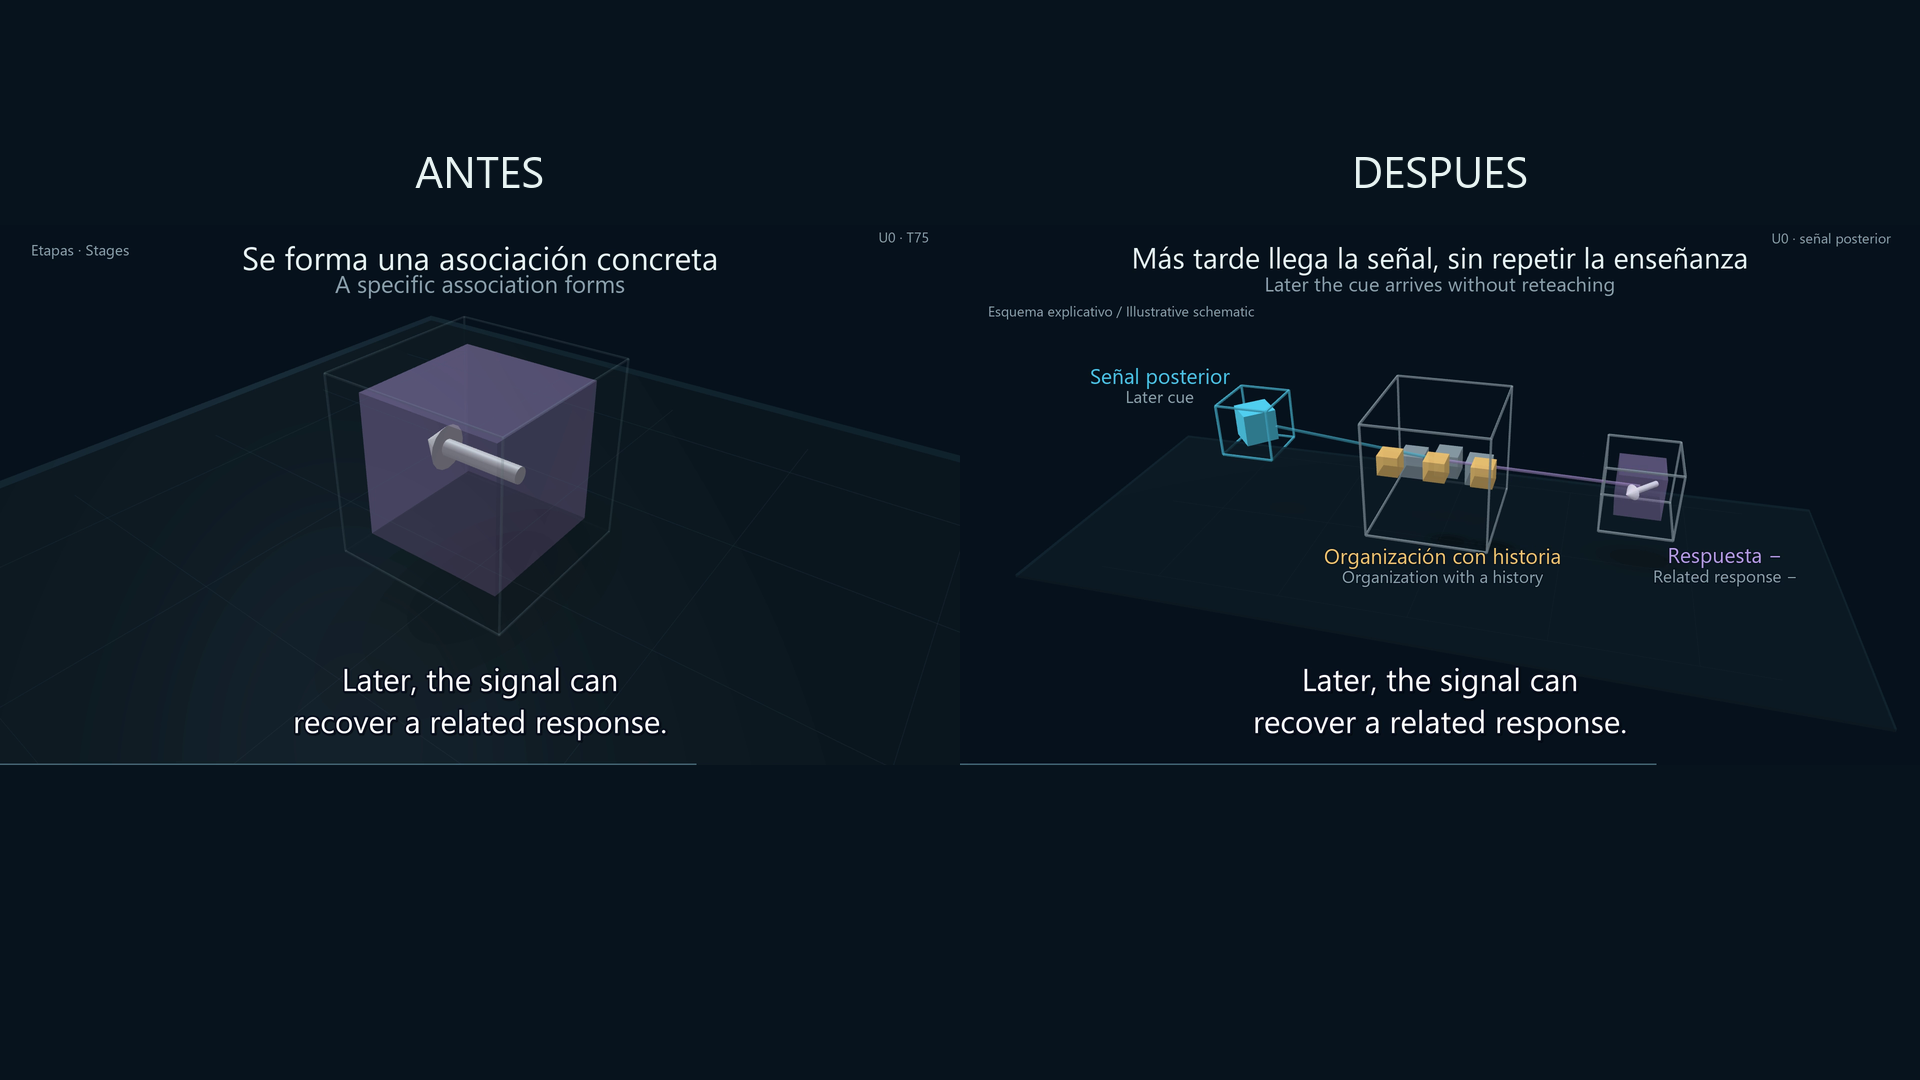 ANTES
Etapas · Stages
U0 · T75
Se forma una asociación concreta
A specific association forms
Later, the signal can
recover a related response.
DESPUES
U0 · señal posterior
Más tarde llega la señal, sin repetir la enseñanza
Later the cue arrives without reteaching
Esquema explicativo / Illustrative schematic
Señal posterior
Later cue
Organización con historia
Organization with a history
Respuesta −
Related response −
Later, the signal can
recover a related response.